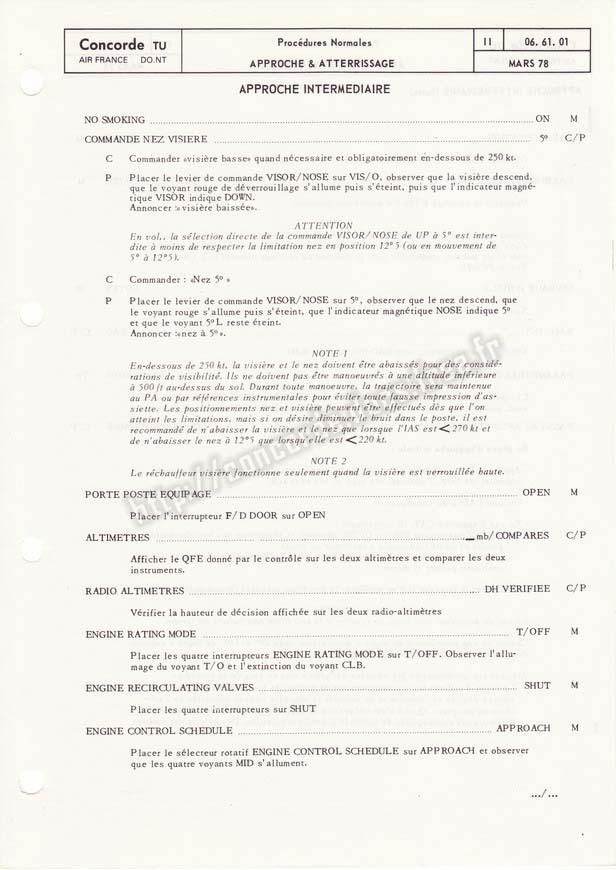 Concorde TU
AIR FRANCE DO.NT
Procédures Normales
APPROCHE & ATTERRISSAGE
II
06. 61. 01
MARS 78
APPROCHE INTERMEDIAIRE
NO SMOKING ... ON M
COMMANDE NEZ VISIERE ... 5º C/P
C Commander «visière basse» quand nécessaire et obligatoirement en-dessous de 250 kt.
P Placer le levier de commande VISOR/NOSE sur VIS/O, observer que la visière descend,
que le voyant rouge de déverrouillage s'allume puis s'éteint, puis que l'indicateur magné-
tique VISOR indique DOWN.
Annoncer :« visière baissée».
ATTENTION
En vol,, la sélection directe de la commande VISOR/NOSE de UP à 5° est inter-
dite à moins de respecter la limitation nez en position 12°5 (ou en mouvement de
5° à 12°5).
C Commander : «Nez 5º »
P Placer le levier de commande VISOR/NOSE sur 5º, observer que le nez descend, que
le voyant rouge s'allume puis s'éteint, que l'indicateur magnétique NOSE indique 5º
et que le voyant 5º L reste éteint.
Annoncer :«nez à 5º».
NOTE 1
En-dessous de 250 kt, la visière et le nez doivent être abaissés pour des considé-
rations de visibilité. Ils ne doivent pas être manoeuvrés à une altitude inférieure
à 500 ft au-dessus du sol. Durant toute manoeuvre, la trajectoire sera maintenue
au PA ou par références instrumentales pour éviter toute fausse impression d'as-
siette. Les positionnements nez et visière peuvent être effectués dès que l'on
atteint les limitations, mais si on désire diminuer le bruit dans le poste, il est
recommandé de n'abaisser la visière et le nez que lorsque l'IAS est < 270 kt et
de n'abaisser le nez à 12°5 que lorsqu'elle est < 220 kt.
NOTE 2
Le réchauffeur visière fonctionne seulement quand la visière est verrouillée haute.
PORTE POSTE EQUIPAGE ... OPEN M
Placer l'interrupteur F/D DOOR sur OPEN
ALTIMETRES ... _ mb/COMPARES C/P
Afficher le QFE donné par le contrôle sur les deux altimètres et comparer les deux
instruments.
RADIO ALTIMETRES ... DH VERIFIEE C/P
Vérifier la hauteur de décision affichée sur les deux radio-altimètres
ENGINE RATING MODE ... T/OFF M
Placer les quatre interrupteurs ENGINE RATING MODE sur T/OFF. Observer l'allu-
mage du voyant T/O et l'extinction du voyant CLB.
ENGINE RECIRCULATING VALVES ... SHUT M
Placer les quatre interrupteurs sur SHUT
ENGINE CONTROL SCHEDULE ... APPROACH M
Placer le sélecteur rotatif ENGINE CONTROL SCHEDULE sur APPROACH et observer
que les quatre voyants MID s'allument.
.../...